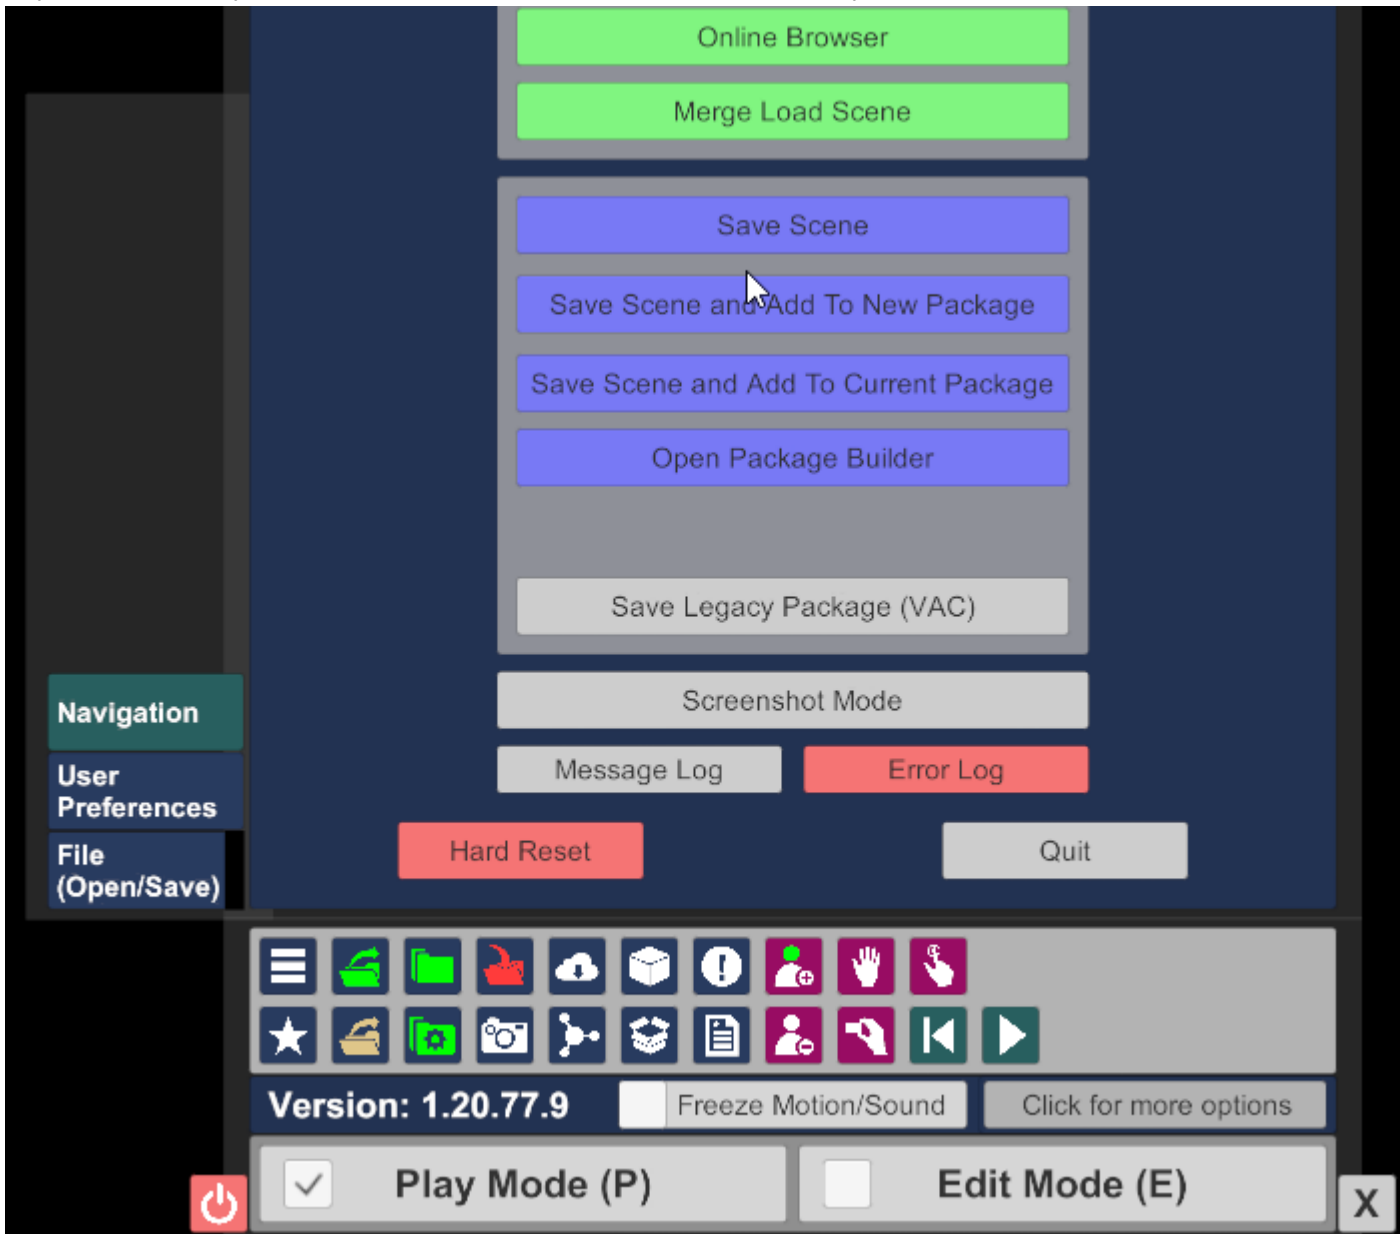 Online Browser
Merge Load Scene
Save Scene
Save Scene and Add To New Package
Save Scene and Add To Current Package
Open Package Builder
Save Legacy Package (VAC)
Screenshot Mode
Message Log
Error Log
Hard Reset
Quit
Navigation
User
Preferences
File
(Open/Save)
Version: 1.20.77.9
Freeze Motion/Sound
Click for more options
Play Mode (P)
Edit Mode (E)
X